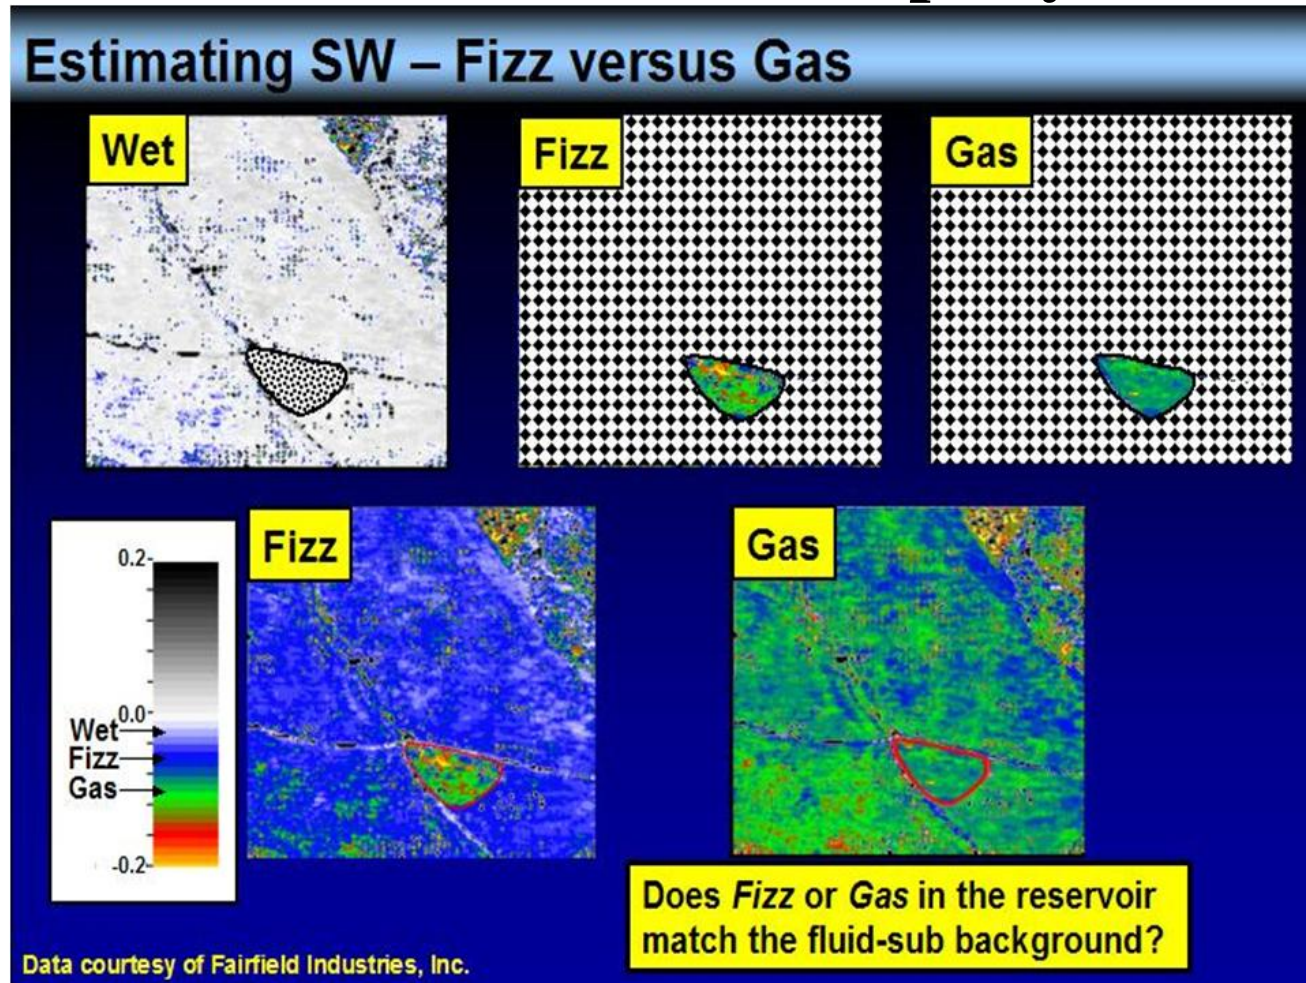 Estimating SW – Fizz versus Gas
Wet
Fizz
Gas
Fizz
Gas
0.2
0.0
Wet
Fizz
Gas
-0.2
Does Fizz or Gas in the reservoir
match the fluid-sub background?
Data courtesy of Fairfield Industries, Inc.